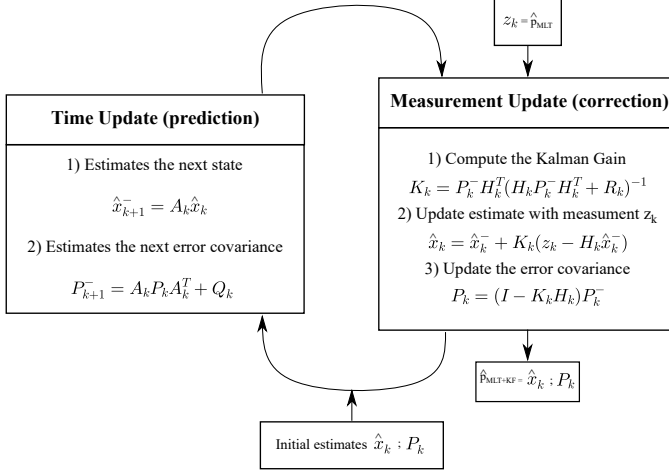 z_k = p̂_MLT
Time Update (prediction)
1) Estimates the next state
x̂⁻_{k+1} = A_k x̂_k
2) Estimates the next error covariance
P⁻_{k+1} = A_k P_k A_k^T + Q_k
Measurement Update (correction)
1) Compute the Kalman Gain
K_k = P_k⁻ H_k^T (H_k P_k⁻ H_k^T + R_k)^{−1}
2) Update estimate with measument z_k
x̂_k = x̂_k⁻ + K_k(z_k − H_k x̂_k⁻)
3) Update the error covariance
P_k = (I − K_k H_k)P_k⁻
p̂_MLT+KF = x̂_k ; P_k
Initial estimates x̂_k ; P_k